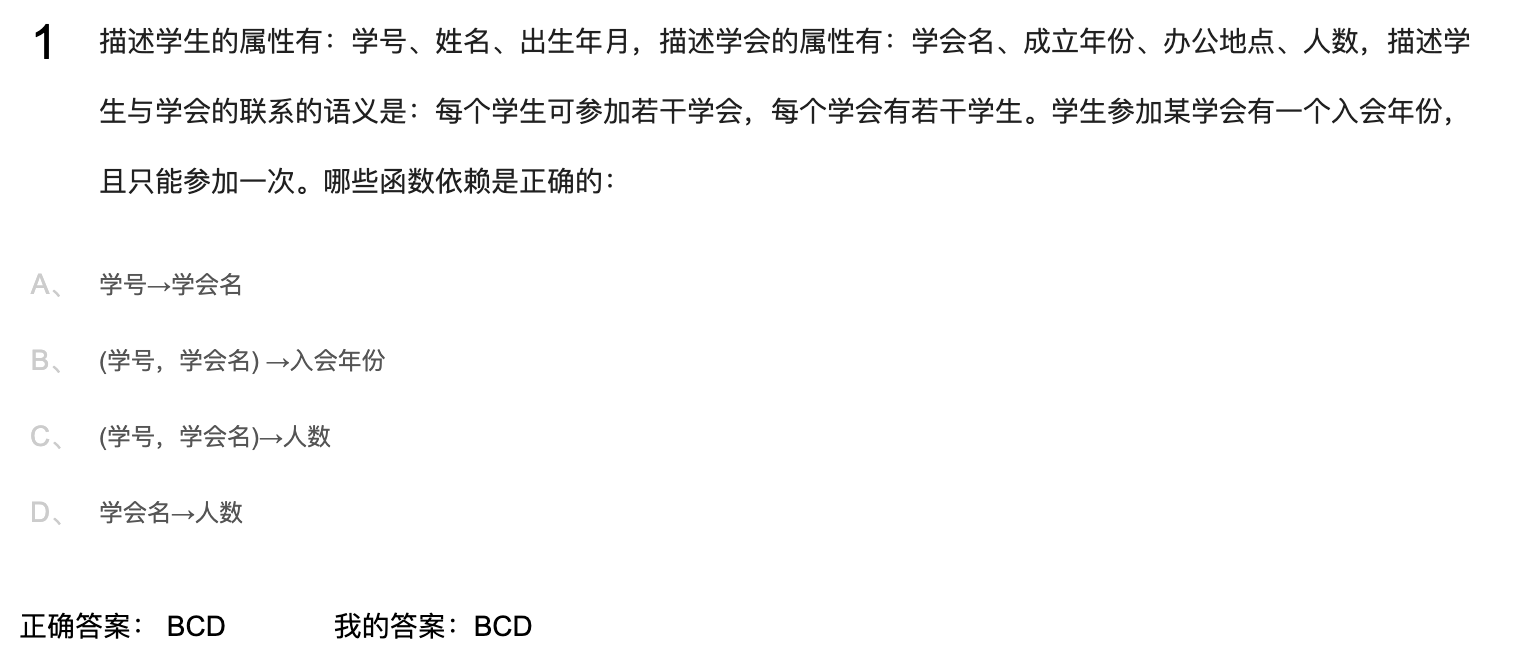 1 描述学生的属性有：学号、姓名、出生年月，描述学会的属性有：学会名、成立年份、办公地点、人数，描述学
生与学会的联系的语义是：每个学生可参加若干学会，每个学会有若干学生。学生参加某学会有一个入会年份，
且只能参加一次。哪些函数依赖是正确的：
A、 学号→学会名
B、 (学号，学会名) →入会年份
C、 (学号，学会名)→人数
D、 学会名→人数
正确答案： BCD 我的答案：BCD